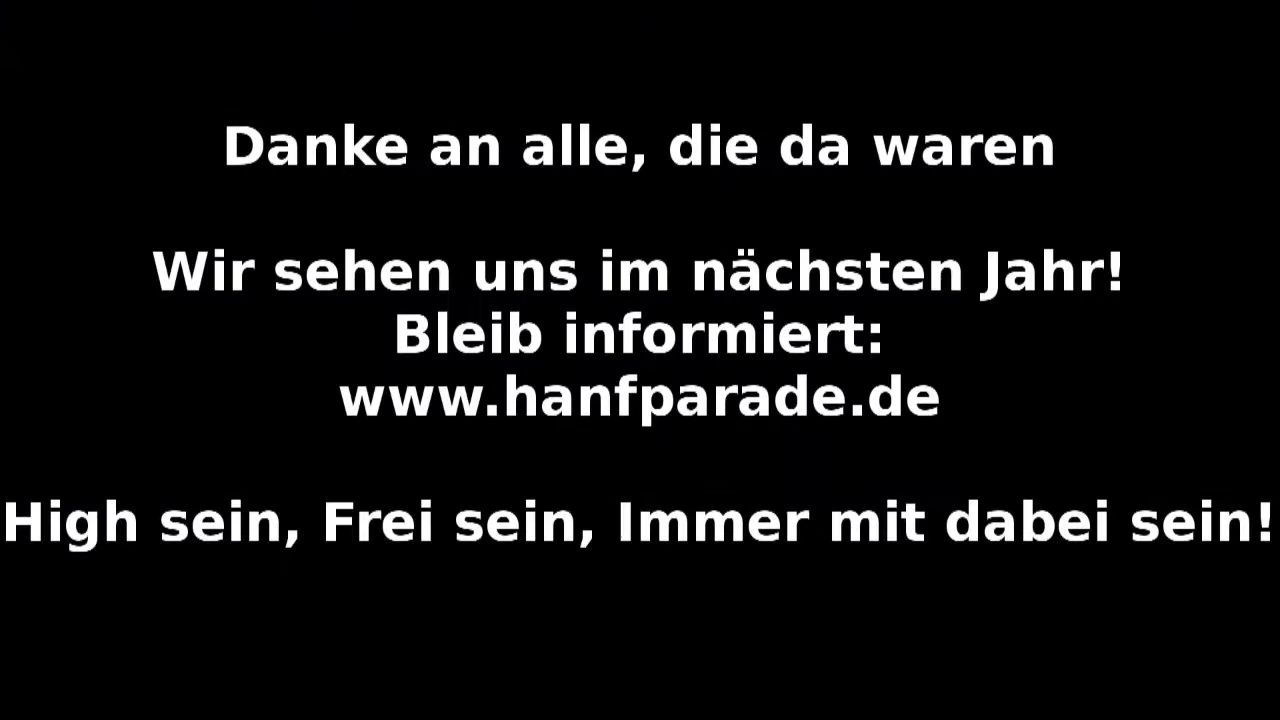 Danke an alle, die da waren
Wir sehen uns im nächsten Jahr!
Bleib informiert:
www.hanfparade.de
High sein, Frei sein, Immer mit dabei sein!